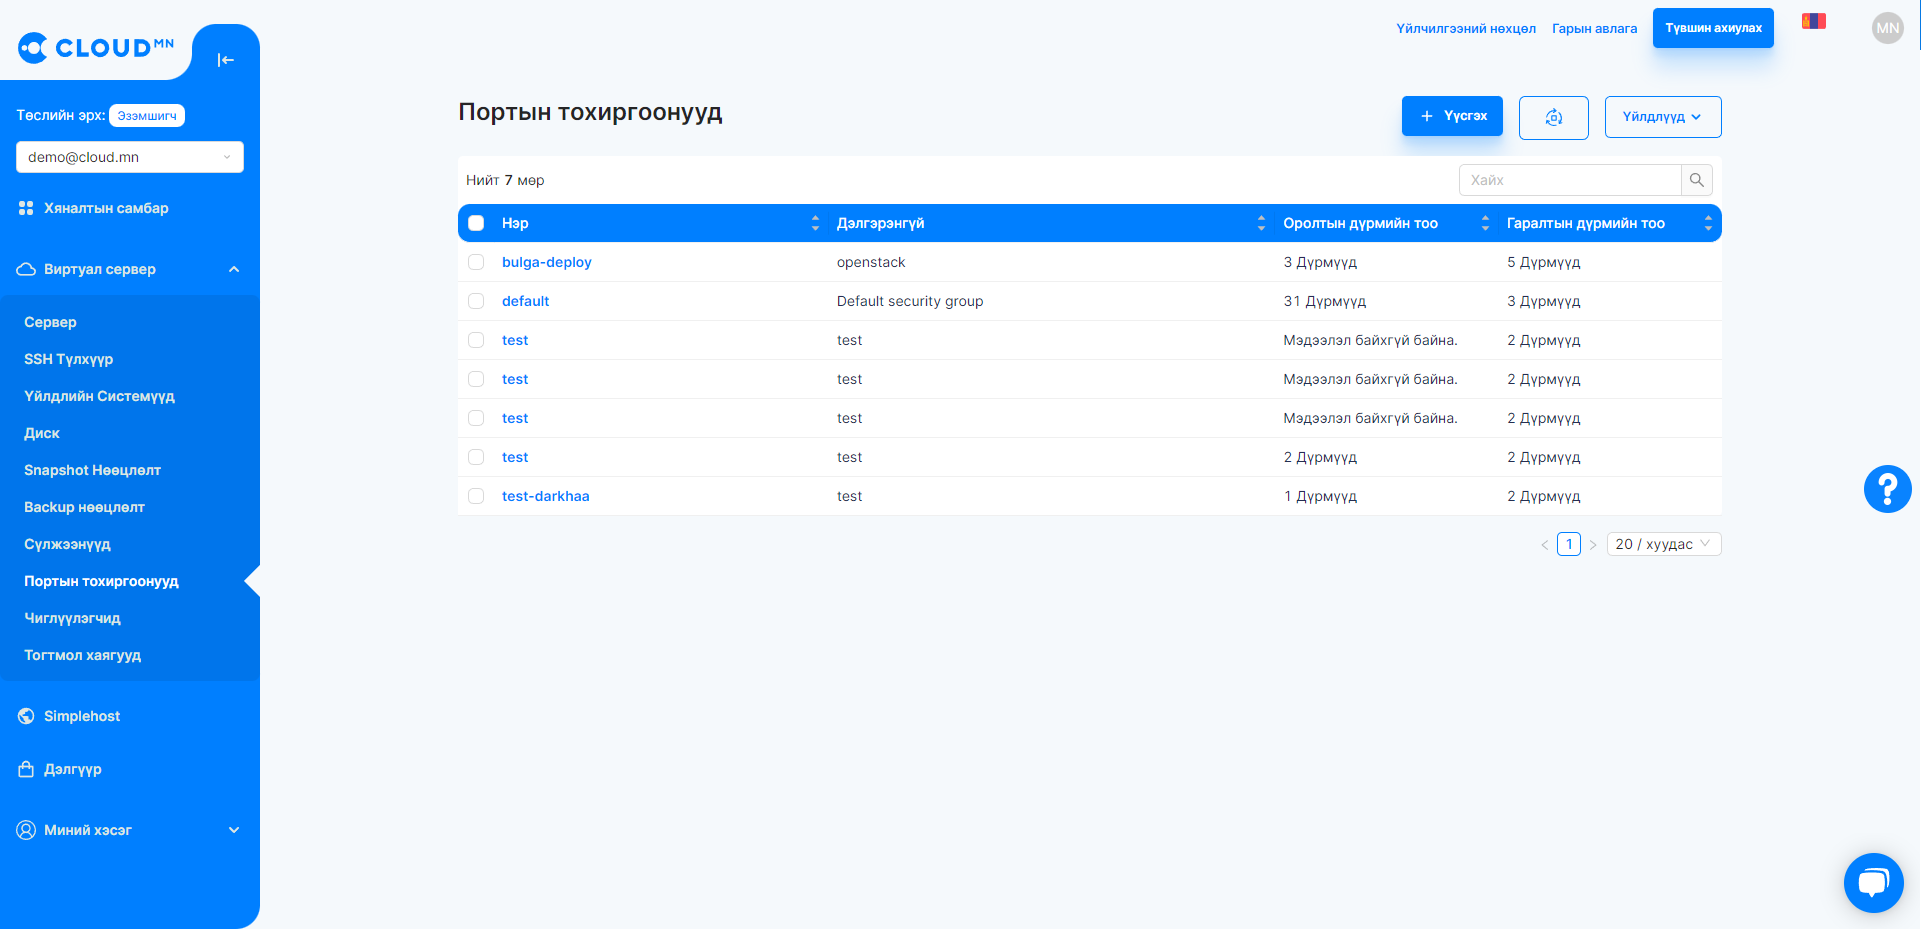 CLOUD MN
Үйлчилгээний нөхцөл
Гарын авлага
Түвшин ахиулах
MN
Төслийн эрх: Эзэмшигч
demo@cloud.mn
Хяналтын самбар
Виртуал сервер
Сервер
SSH Түлхүүр
Үйлдлийн Системүүд
Диск
Snapshot Нөөцлөлт
Backup нөөцлөлт
Сүлжээнүүд
Портын тохиргоонууд
Чиглүүлэгчид
Тогтмол хаягууд
Simplehost
Дэлгүүр
Миний хэсэг
Портын тохиргоонууд
Үүсгэх
Үйлдлүүд
Нийт 7 мөр
Хайх
Нэр Дэлгэрэнгүй Оролтын дүрмийн тоо Гаралтын дүрмийн тоо
bulga-deploy openstack 3 Дүрмүүд 5 Дүрмүүд
default Default security group 31 Дүрмүүд 3 Дүрмүүд
test test Мэдээлэл байхгүй байна. 2 Дүрмүүд
test test Мэдээлэл байхгүй байна. 2 Дүрмүүд
test test Мэдээлэл байхгүй байна. 2 Дүрмүүд
test test 2 Дүрмүүд 2 Дүрмүүд
test-darkhaa test 1 Дүрмүүд 2 Дүрмүүд
< 1 > 20 / хуудас
?